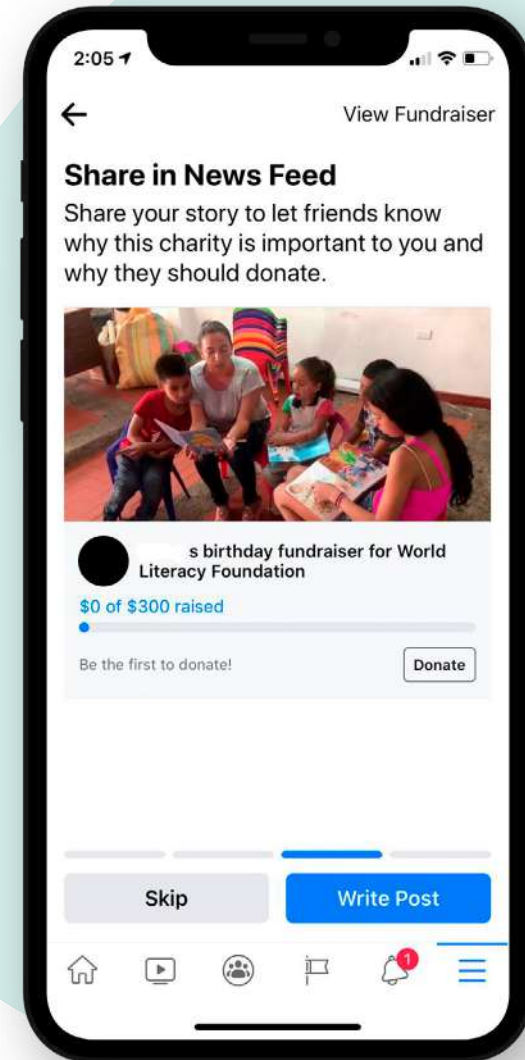 2:05
View Fundraiser
Share in News Feed
Share your story to let friends know
why this charity is important to you and
why they should donate.
s birthday fundraiser for World
Literacy Foundation
$0 of $300 raised
Be the first to donate!
Donate
Skip
Write Post
1